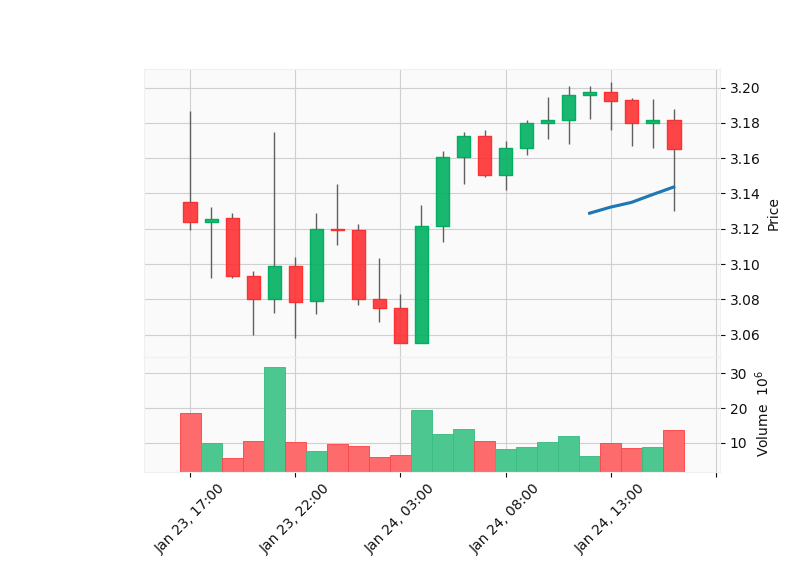 3.20
3.18
3.16
3.14
3.12
3.10
3.08
3.06
Price
30
20
10
Volume 10^6
Jan 23, 17:00
Jan 23, 22:00
Jan 24, 03:00
Jan 24, 08:00
Jan 24, 13:00